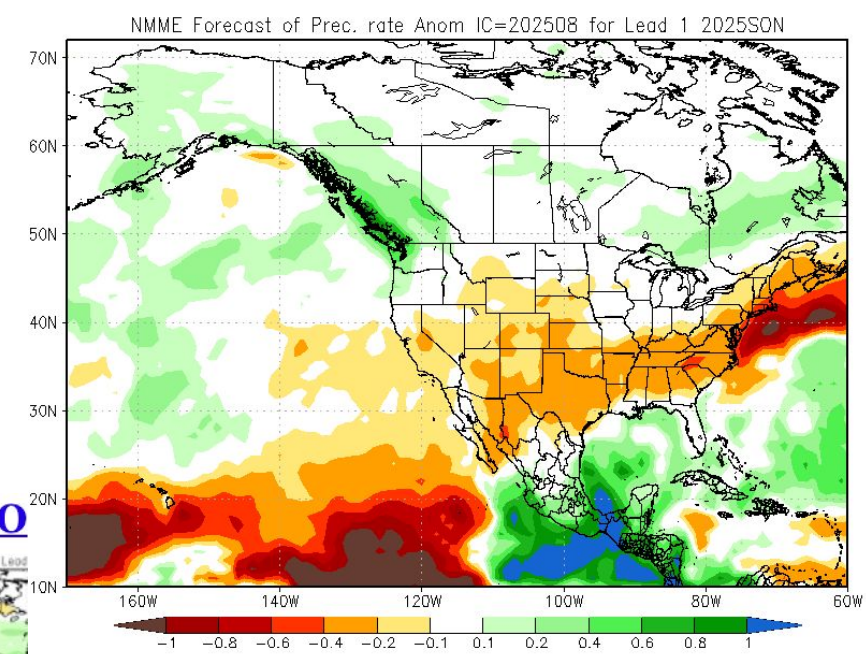 NMME Forecast of Prec. rate Anom IC=202508 for Lead 1 2025SON
70N
60N
50N
40N
30N
20N
10N
160W 140W 120W 100W 80W 60W
-1 -0.8 -0.6 -0.4 -0.2 -0.1 0.1 0.2 0.4 0.6 0.8 1
O
Lead